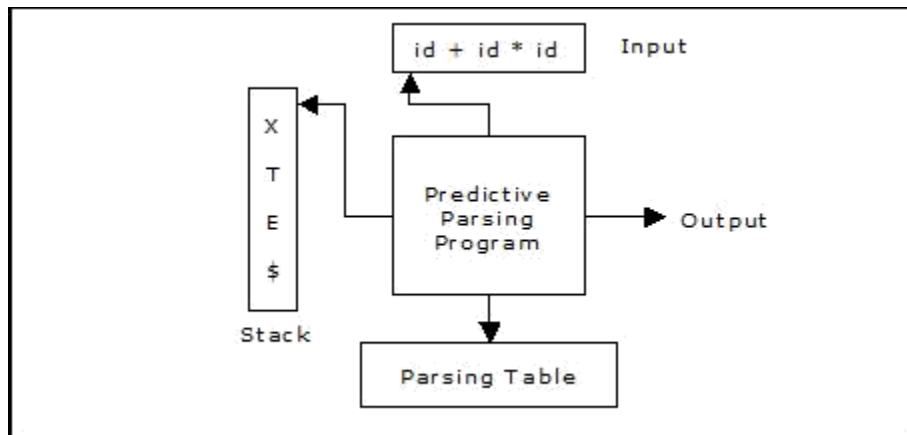 id + id * id
Input
X
T
E
$
Stack
Predictive
Parsing
Program
Output
Parsing Table